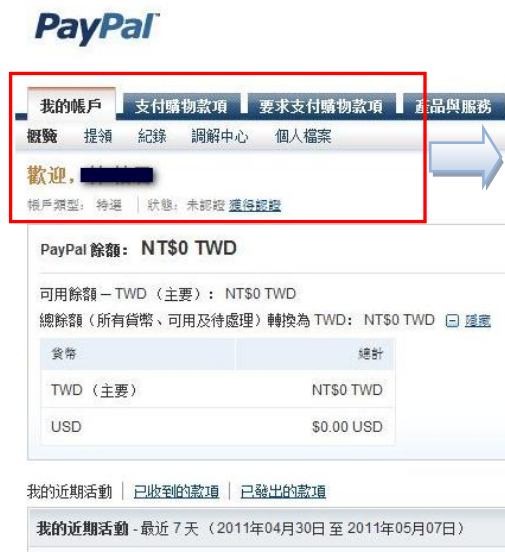 PayPal
我的帳戶 支付購物款項 要求支付購物款項 產品與服務
概覽 提領 紀錄 調解中心 個人檔案
歡迎,
帳戶類型: 特選 | 狀態: 未認證 獲得認證
PayPal 餘額: NT$0 TWD
可用餘額 – TWD (主要): NT$0 TWD
總餘額 (所有貨幣、可用及待處理) 轉換為 TWD: NT$0 TWD 隱藏
貨幣 總計
TWD (主要) NT$0 TWD
USD $0.00 USD
我的近期活動 | 已收到的款項 | 已發出的款項
我的近期活動 - 最近 7 天 (2011年04月30日 至 2011年05月07日)